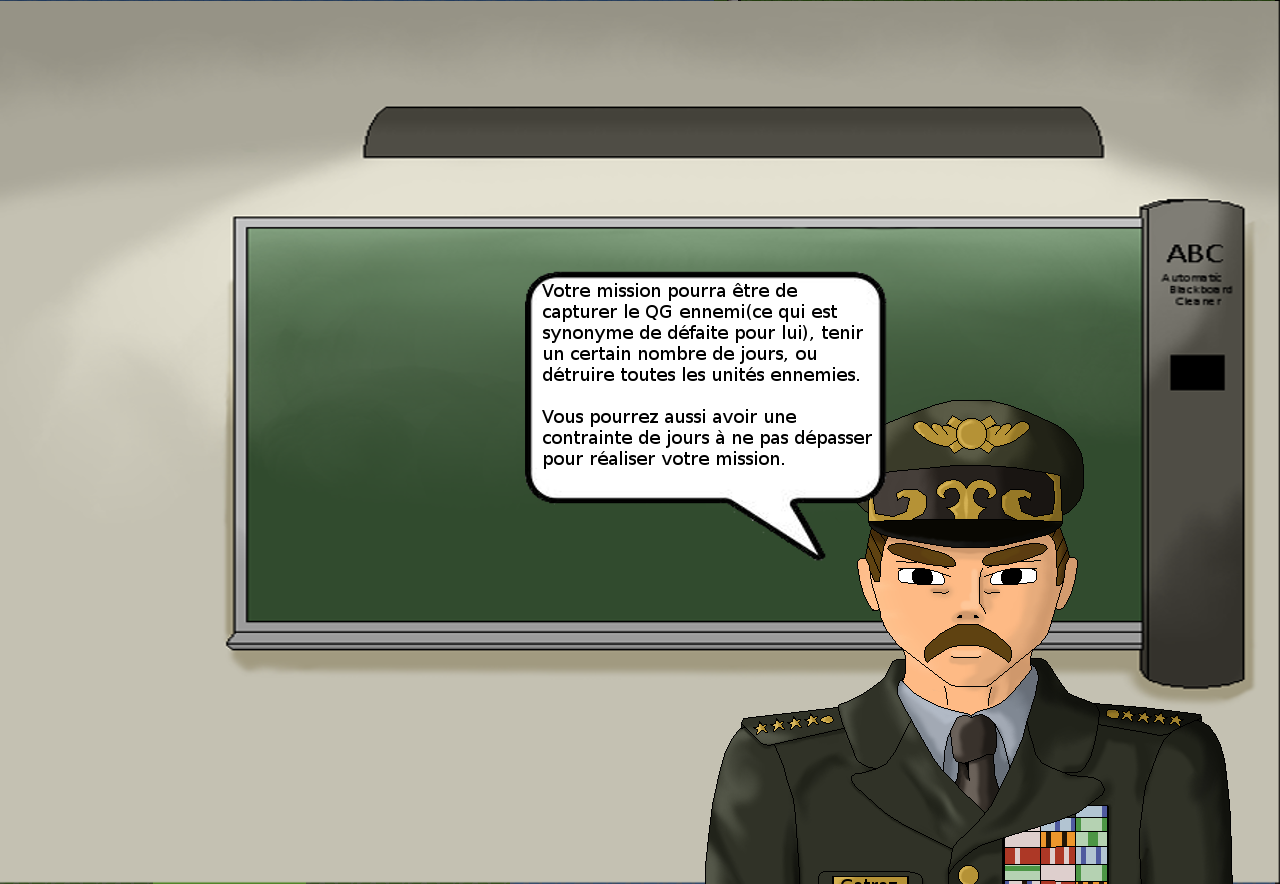 ABC
Automatic
Blackboard
Cleaner
Votre mission pourra être de
capturer le QG ennemi(ce qui est
synonyme de défaite pour lui), tenir
un certain nombre de jours, ou
détruire toutes les unités ennemies.
Vous pourrez aussi avoir une
contrainte de jours à ne pas dépasser
pour réaliser votre mission.